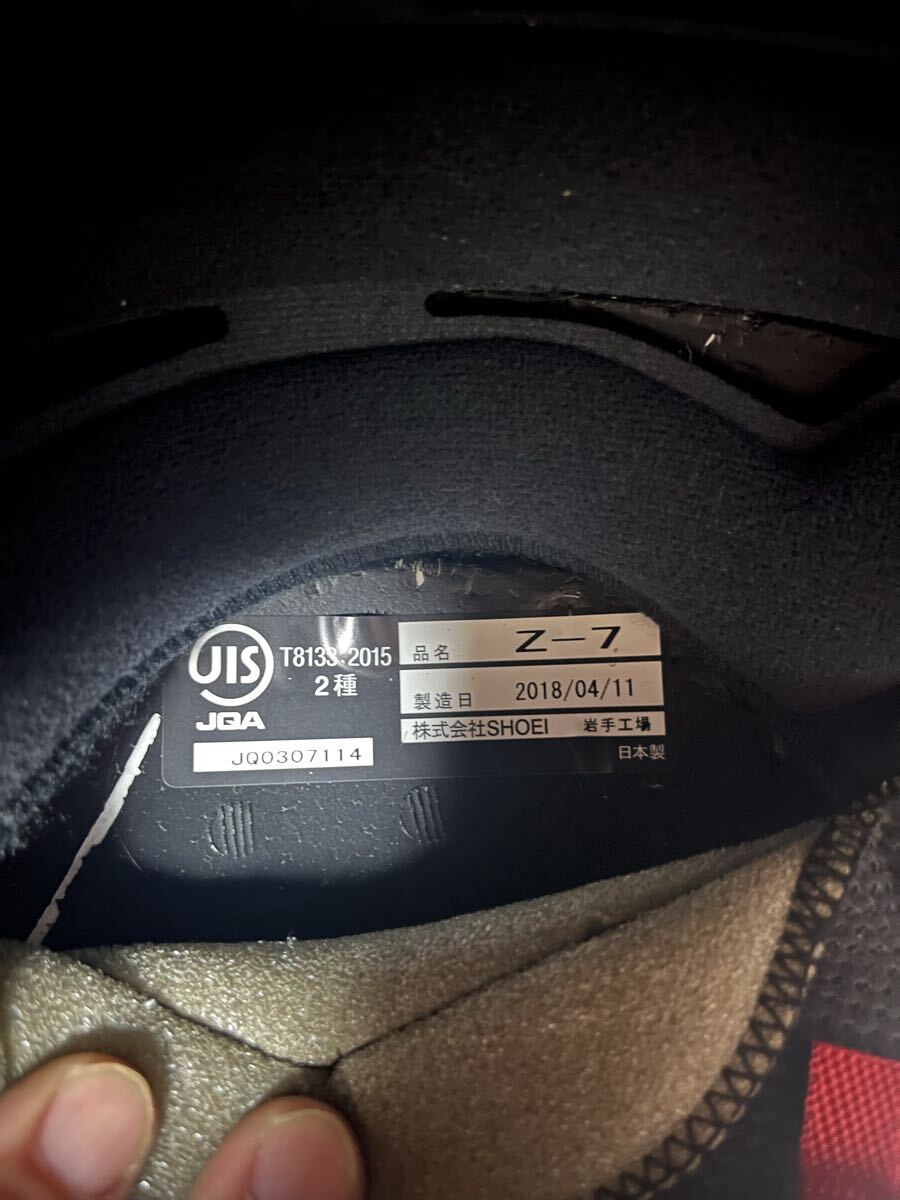 JIS
T8133:2015
2種
JQA
JQ0307114
品名 Z-7
製造日 2018/04/11
株式会社SHOEI 岩手工場
日本製